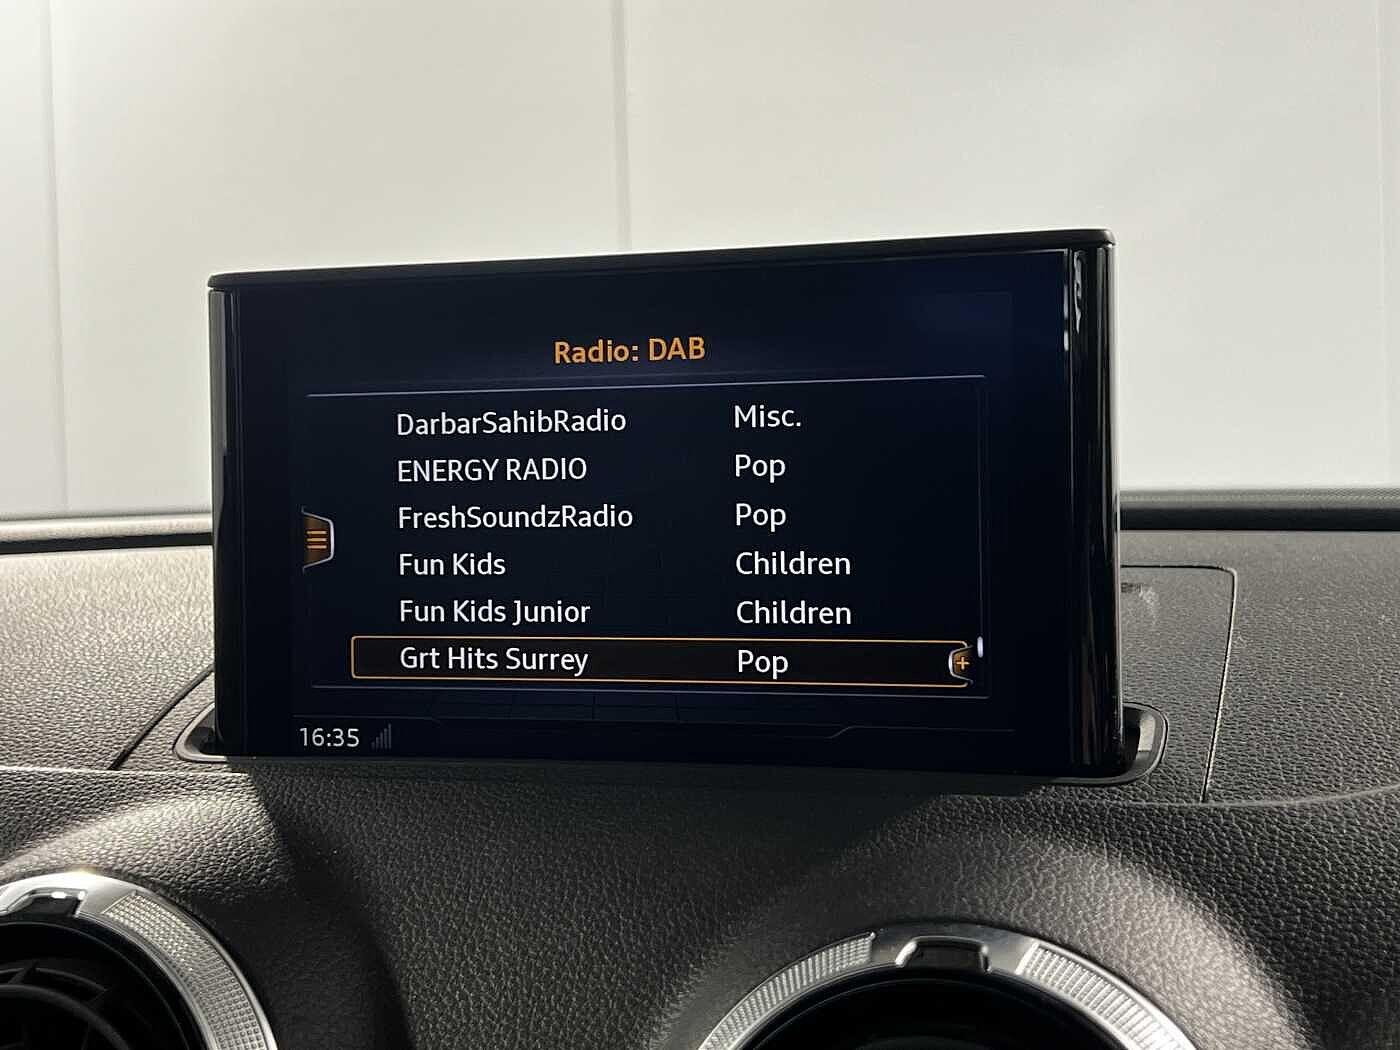 Radio: DAB
DarbarSahibRadio Misc.
ENERGY RADIO Pop
FreshSoundzRadio Pop
Fun Kids Children
Fun Kids Junior Children
Grt Hits Surrey Pop
16:35